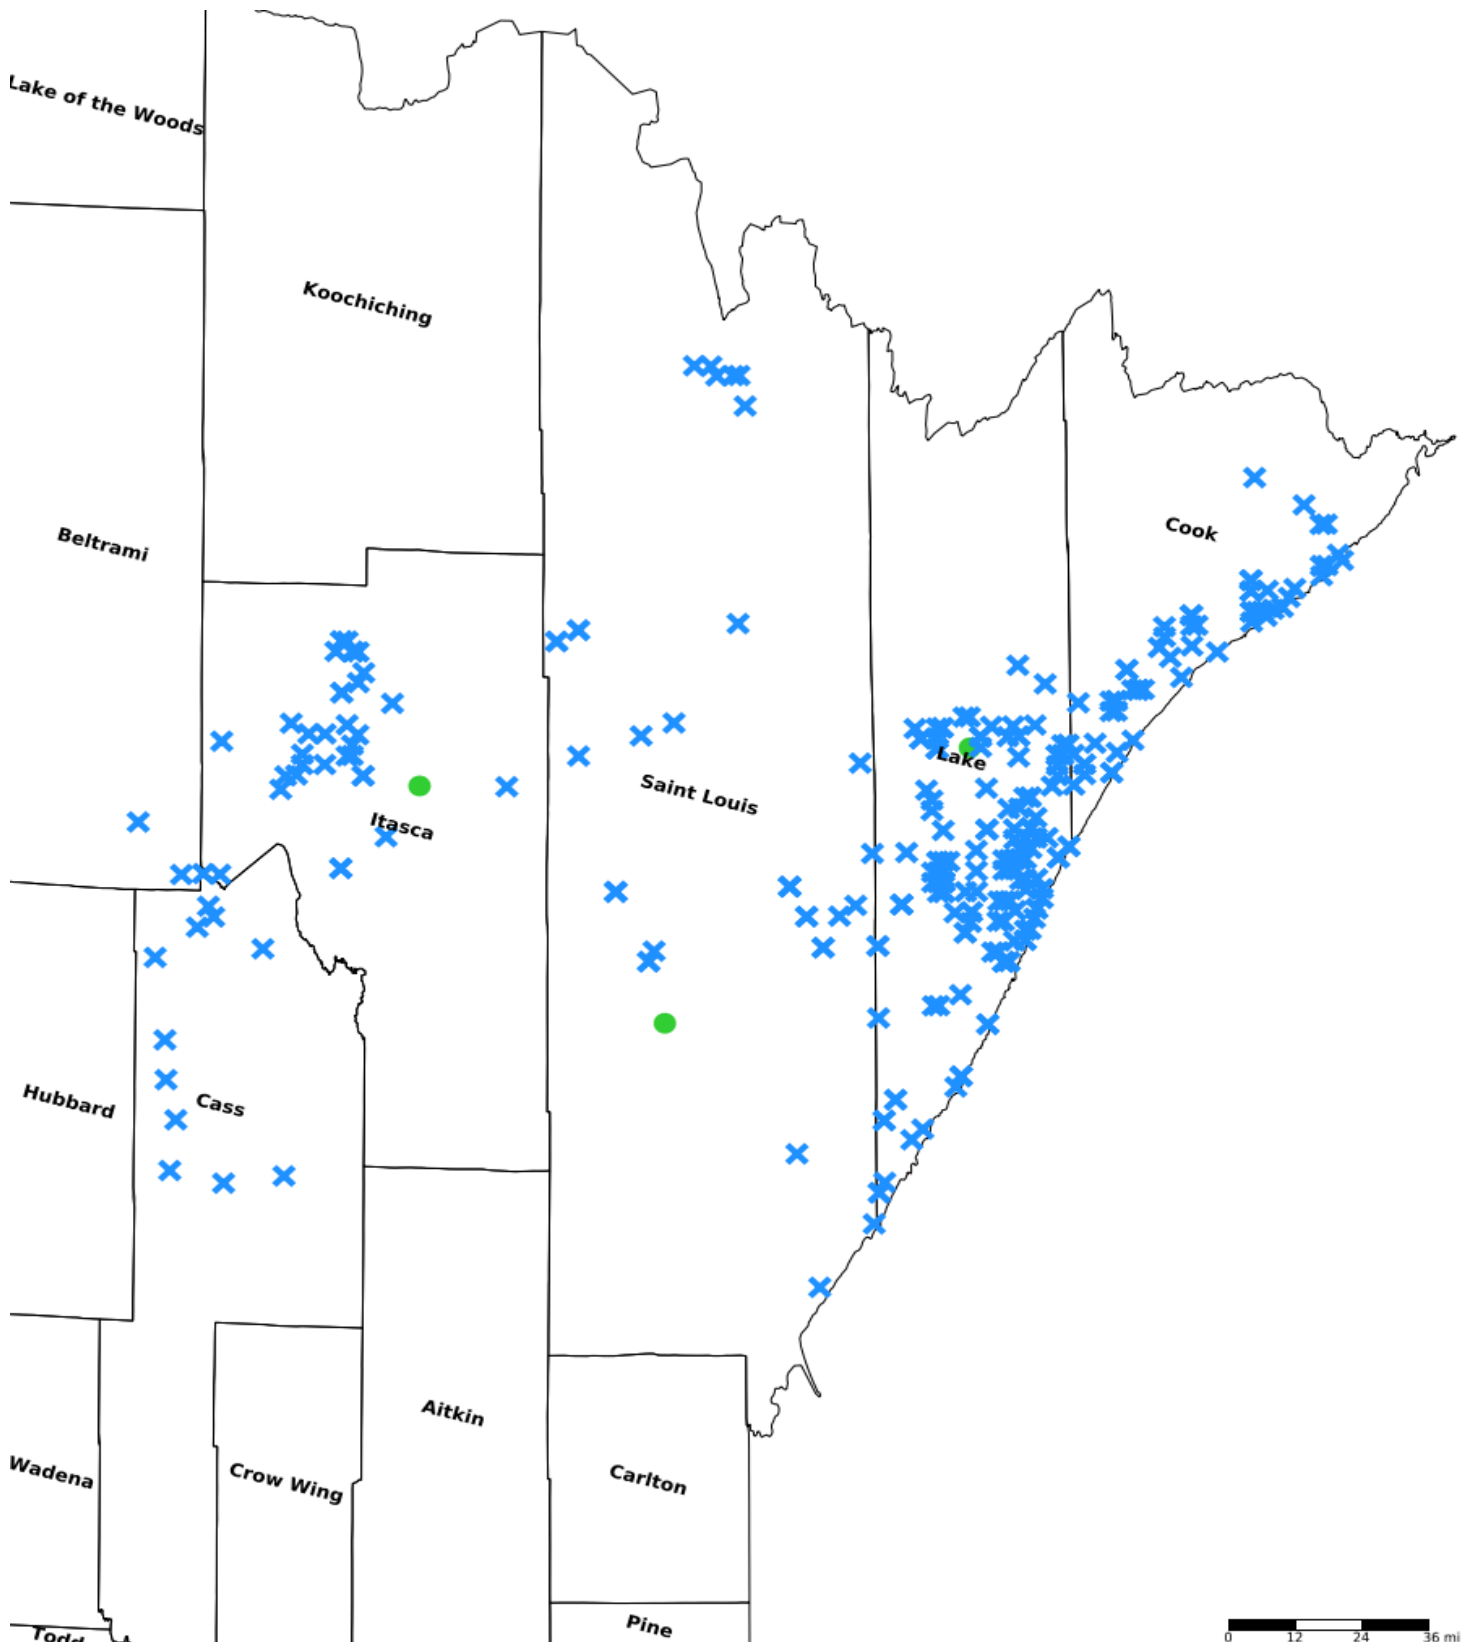 Lake of the Woods
Koochiching
Beltrami
Cook
Lake
Saint Louis
Itasca
Hubbard
Cass
Aitkin
Wadena
Crow Wing
Carlton
Pine
Todd
0 12 24 36 mi